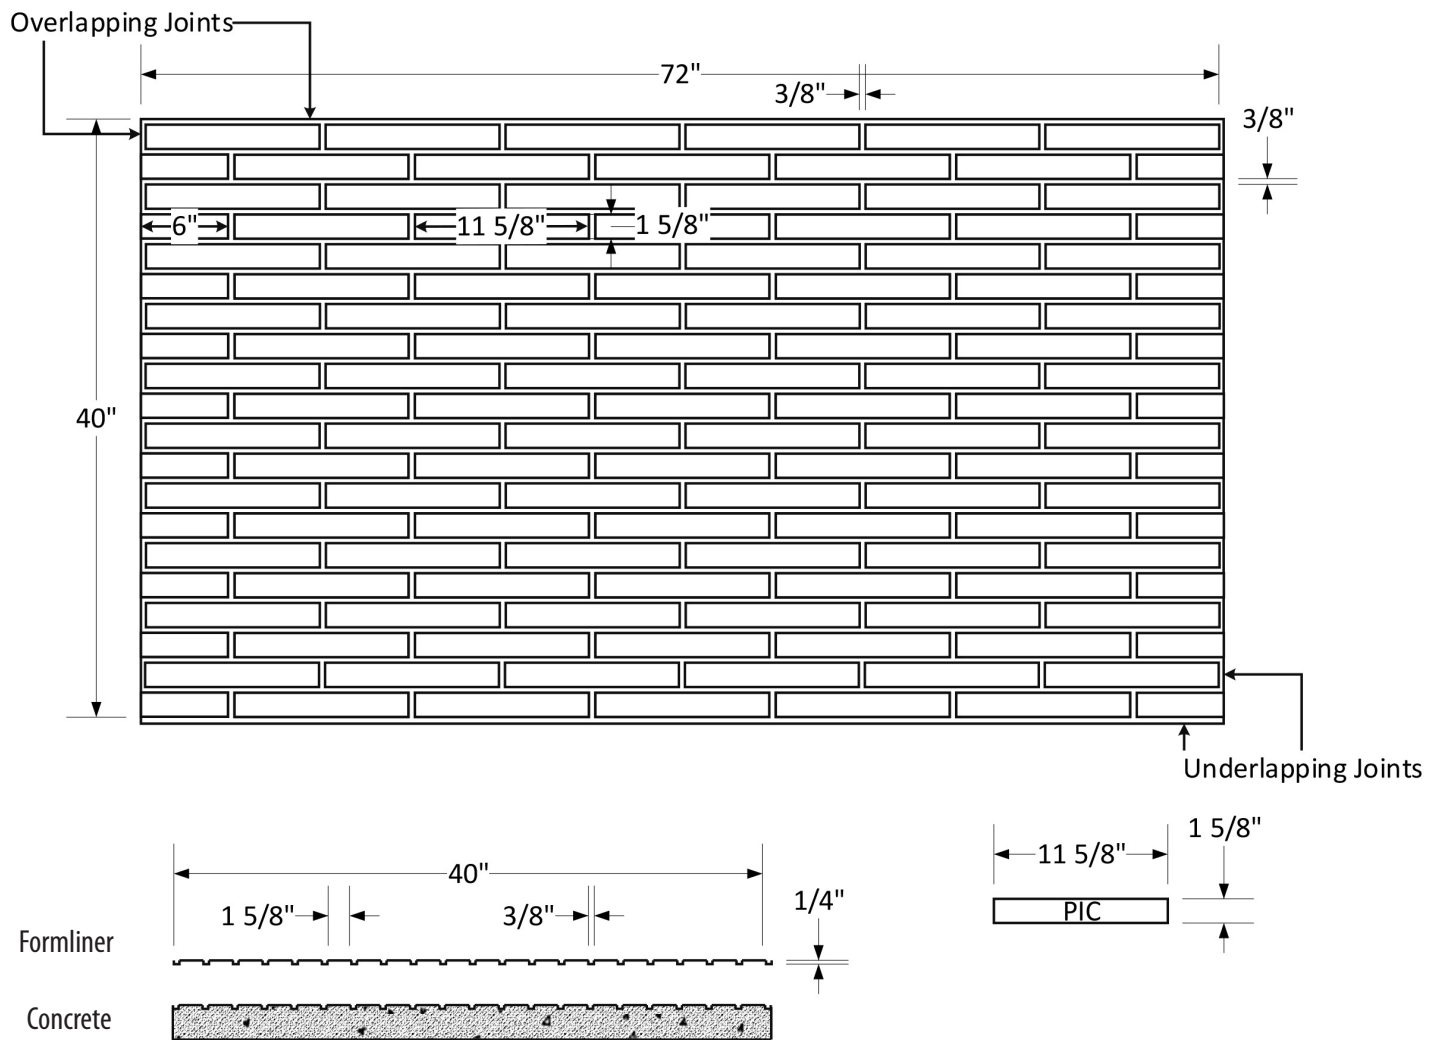 Overlapping Joints
72"
3/8"
3/8"
6"
11 5/8"
1 5/8"
40"
Underlapping Joints
40"
1 5/8"
3/8"
1/4"
Formliner
Concrete
11 5/8"
1 5/8"
PIC